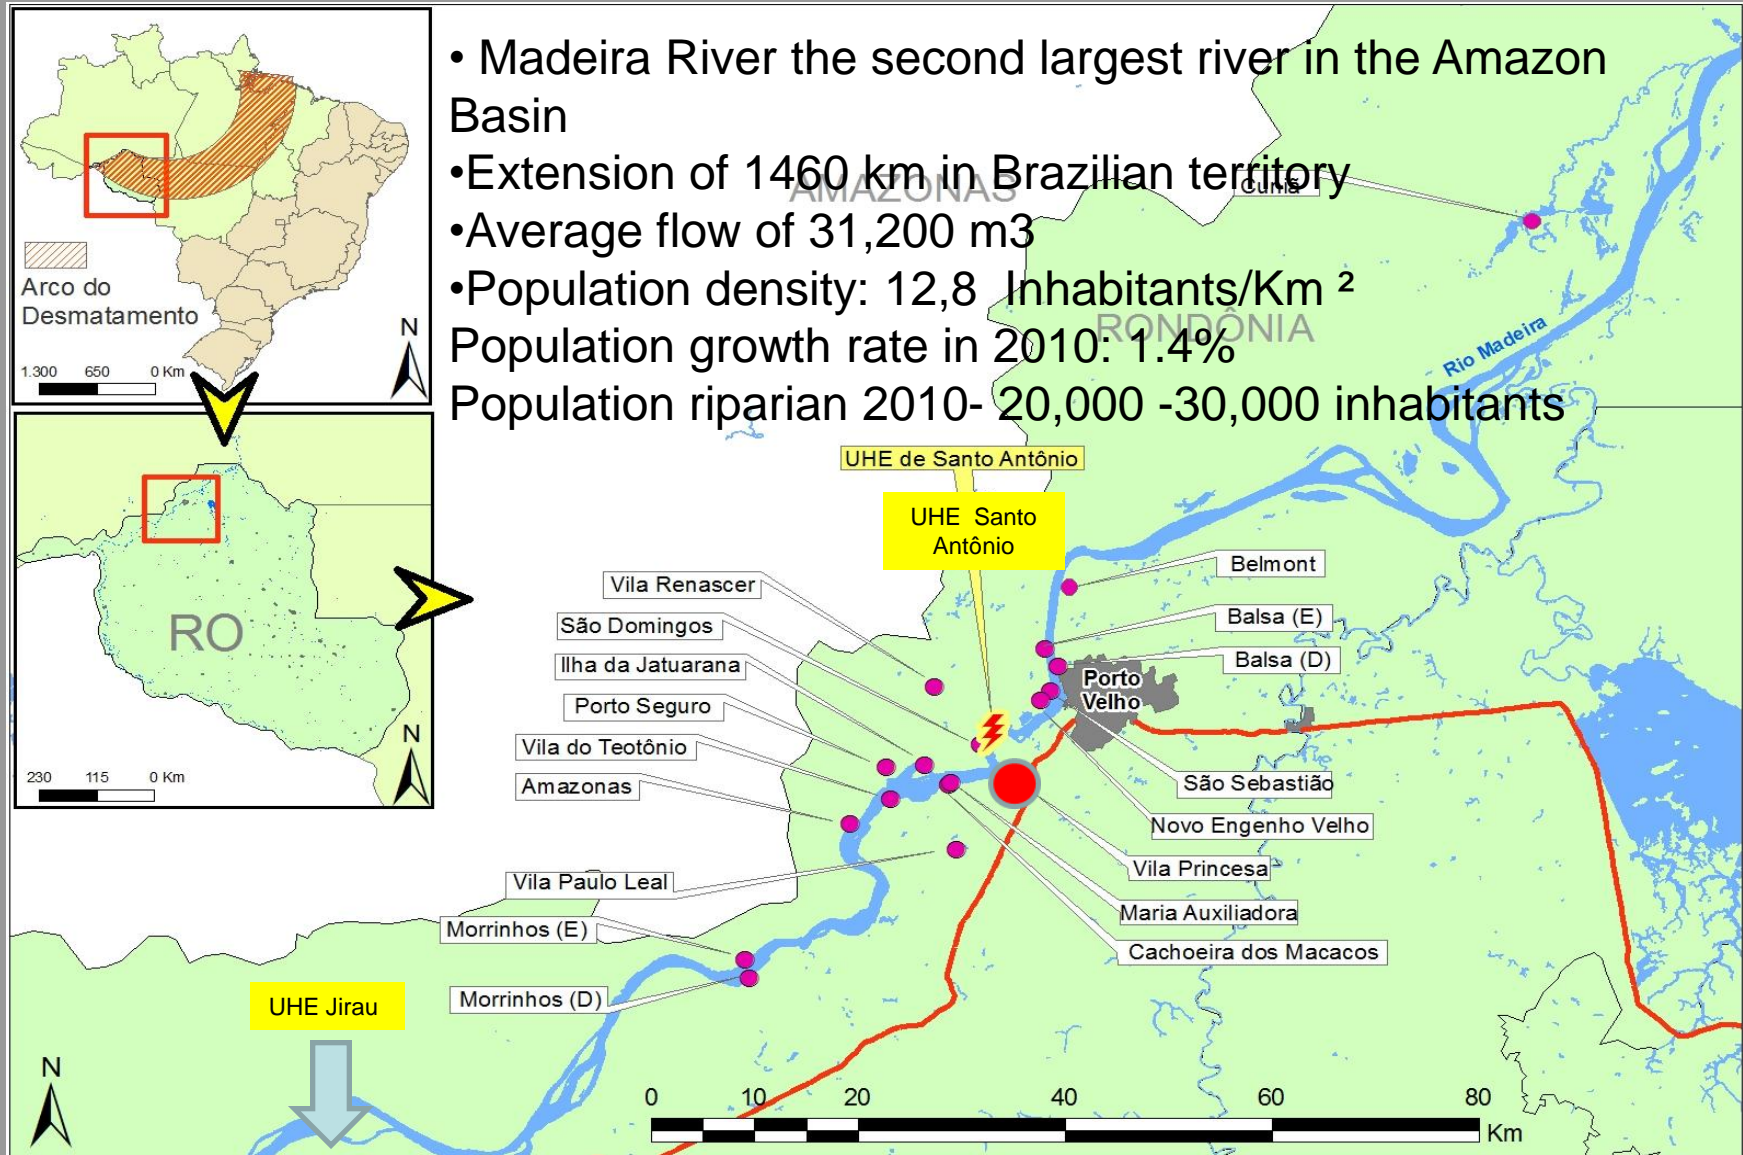 • Madeira River the second largest river in the Amazon
Basin
•Extension of 1460 km in Brazilian territory
•Average flow of 31,200 m3
•Population density: 12,8 Inhabitants/Km ²
Population growth rate in 2010: 1.4%
Population riparian 2010- 20,000 -30,000 inhabitants
Arco do
Desmatamento
N
1.300 650 0 Km
RO
N
230 115 0 Km
AMAZONAS
Cuniã
RONDÔNIA
Rio Madeira
UHE de Santo Antônio
UHE Santo
Antônio
Vila Renascer
São Domingos
Ilha da Jatuarana
Porto Seguro
Vila do Teotônio
Amazonas
Vila Paulo Leal
Morrinhos (E)
Morrinhos (D)
UHE Jirau
Belmont
Balsa (E)
Balsa (D)
Porto
Velho
São Sebastião
Novo Engenho Velho
Vila Princesa
Maria Auxiliadora
Cachoeira dos Macacos
N
0 10 20 40 60 80
Km